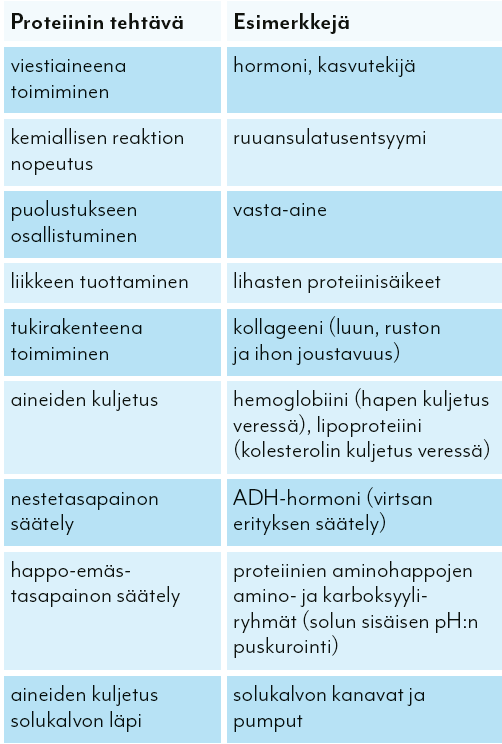 Proteiinin tehtävä
Esimerkkejä
viestiaineena
toimiminen
hormoni, kasvutekijä
kemiallisen reaktion
nopeutus
ruuansulatusentsyymi
puolustukseen
osallistuminen
vasta-aine
liikkeen tuottaminen
lihasten proteiinisäikeet
tukirakenteena
toimiminen
kollageeni (luun, ruston
ja ihon joustavuus)
aineiden kuljetus
hemoglobiini (hapen kuljetus
veressä), lipoproteiini
(kolesterolin kuljetus veressä)
nestetasapainon
säätely
ADH-hormoni (virtsan
erityksen säätely)
happo-emäs-
tasapainon säätely
proteiinien aminohappojen
amino- ja karboksyyli-
ryhmät (solun sisäisen pH:n
puskurointi)
aineiden kuljetus
solukalvon läpi
solukalvon kanavat ja
pumput